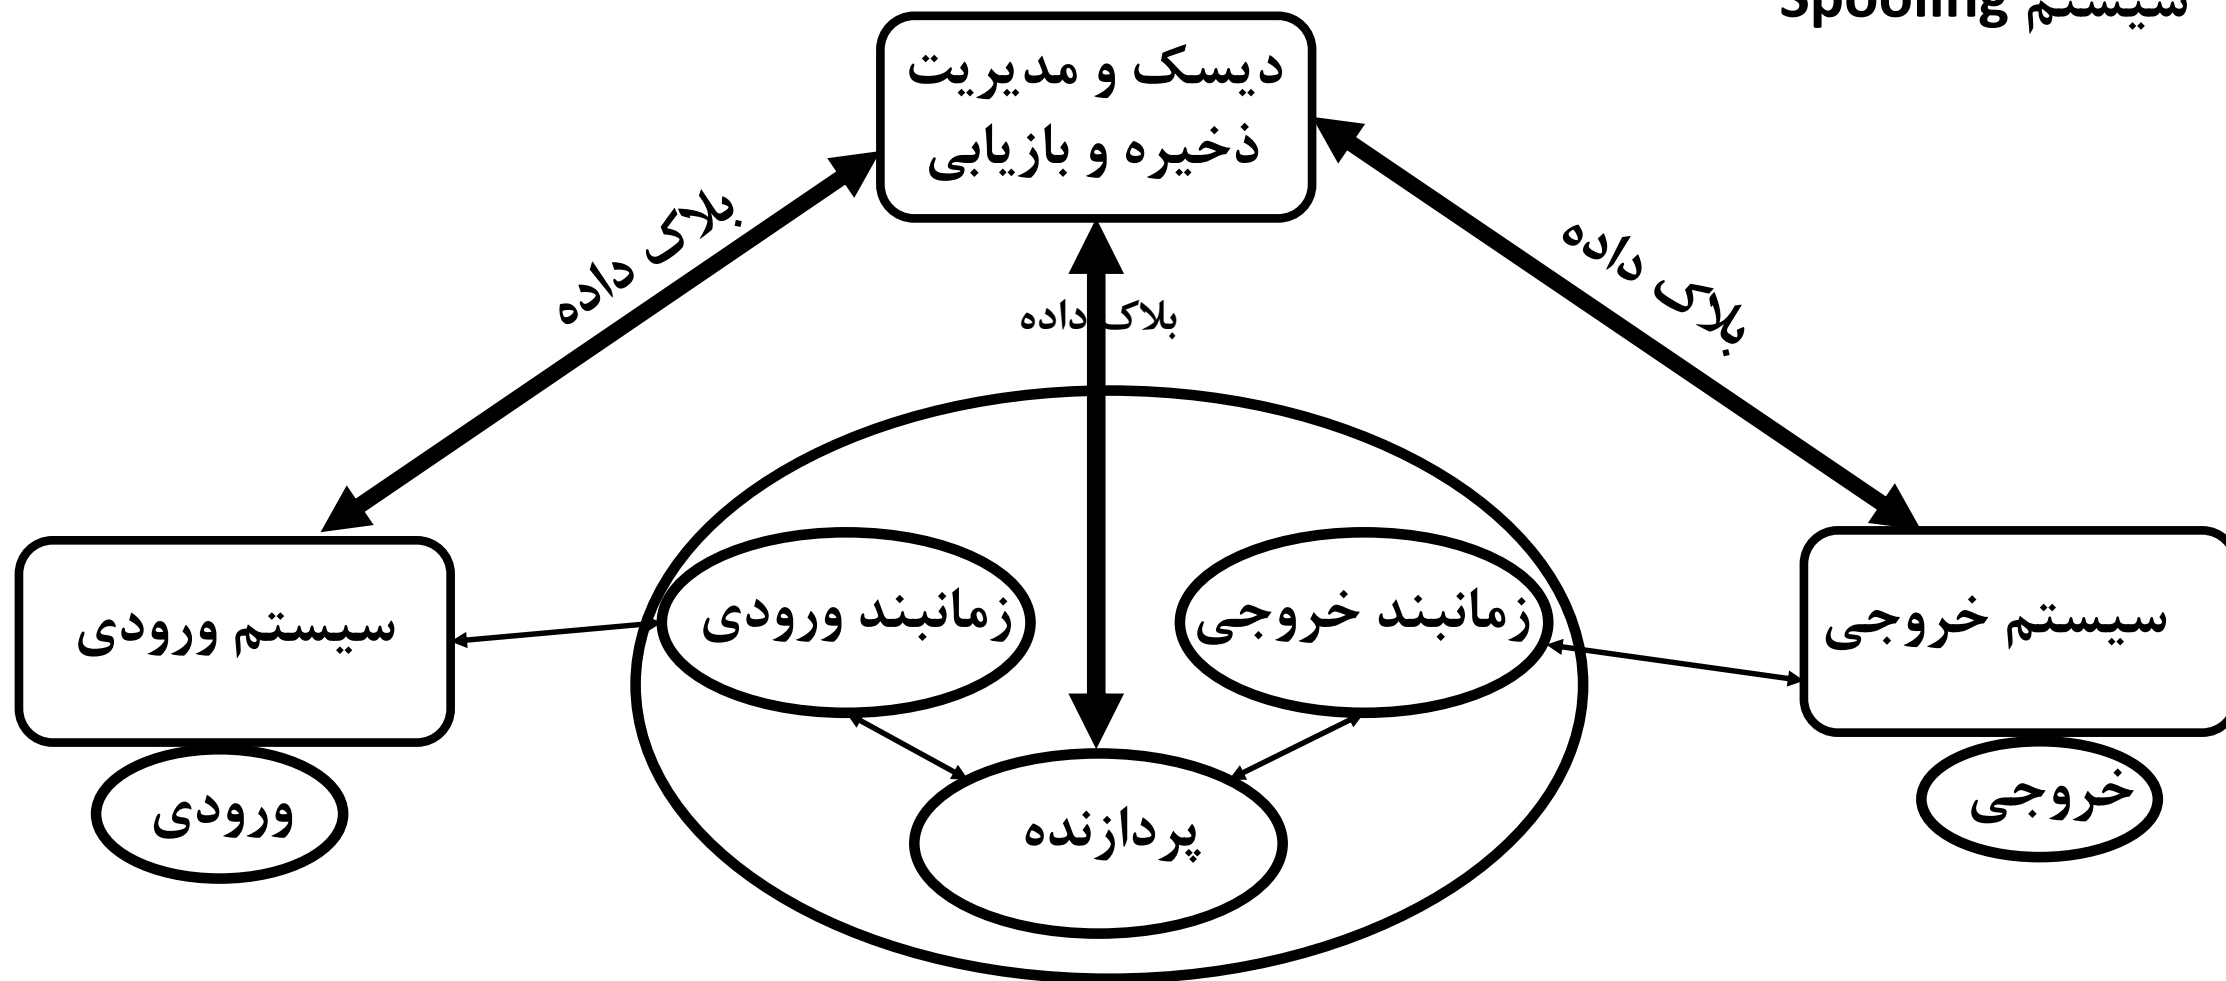 سیستم Spooling
دیسک و مدیریت
ذخیره و بازیابی
بلاک داده
بلاک داده
بلاک داده
زمانبند خروجی
زمانبند ورودی
سیستم خروجی
سیستم ورودی
خروجی
ورودی
پردازنده